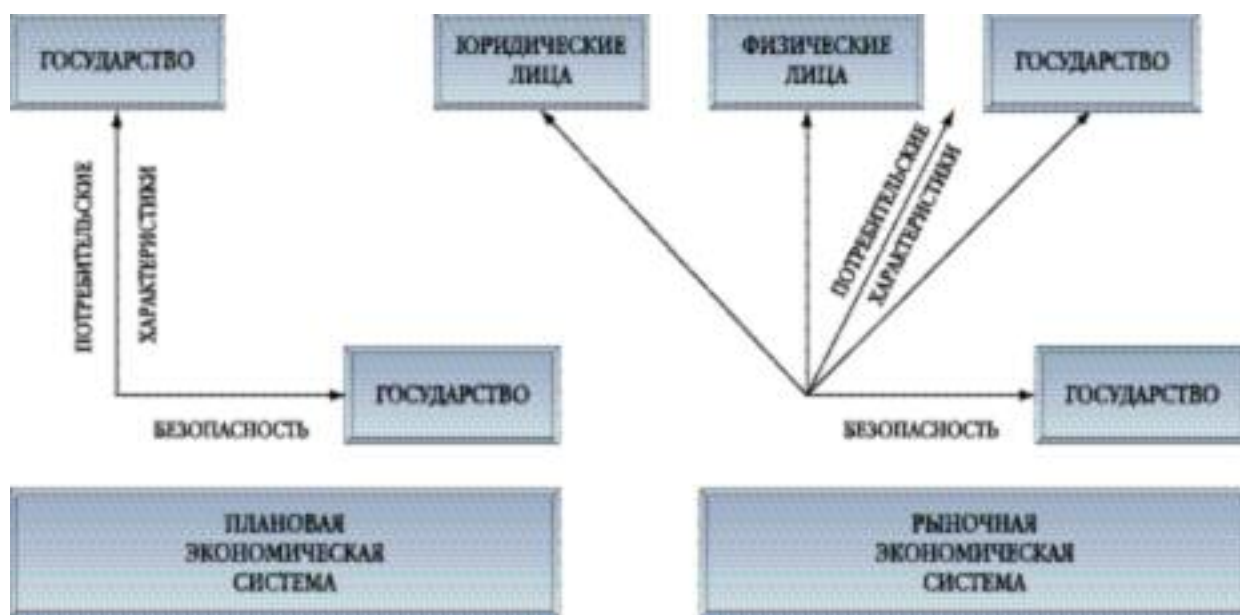 ГОСУДАРСТВО
ЮРИДИЧЕСКИЕ
ЛИЦА
ФИЗИЧЕСКИЕ
ЛИЦА
ГОСУДАРСТВО
ПОТРЕБИТЕЛЬСКИЕ
ХАРАКТЕРИСТИКИ
ПОТРЕБИТЕЛЬСКИЕ
ХАРАКТЕРИСТИКИ
ГОСУДАРСТВО
БЕЗОПАСНОСТЬ
ГОСУДАРСТВО
БЕЗОПАСНОСТЬ
ПЛАНОВАЯ
ЭКОНОМИЧЕСКАЯ
СИСТЕМА
РЫНОЧНАЯ
ЭКОНОМИЧЕСКАЯ
СИСТЕМА